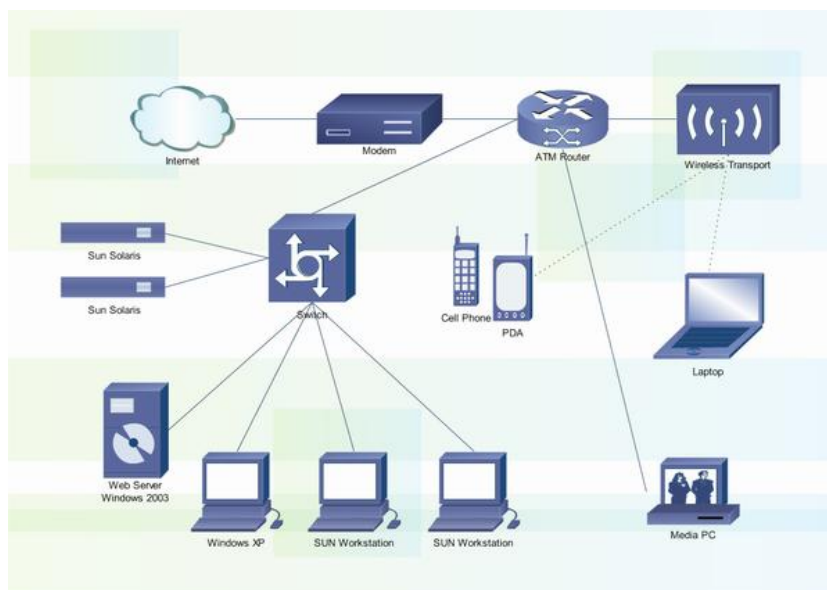 Internet
Modem
ATM Router
Wireless Transport
Sun Solaris
Sun Solaris
Switch
Cell Phone
PDA
Laptop
Web Server
Windows 2003
Windows XP
SUN Workstation
SUN Workstation
Media PC